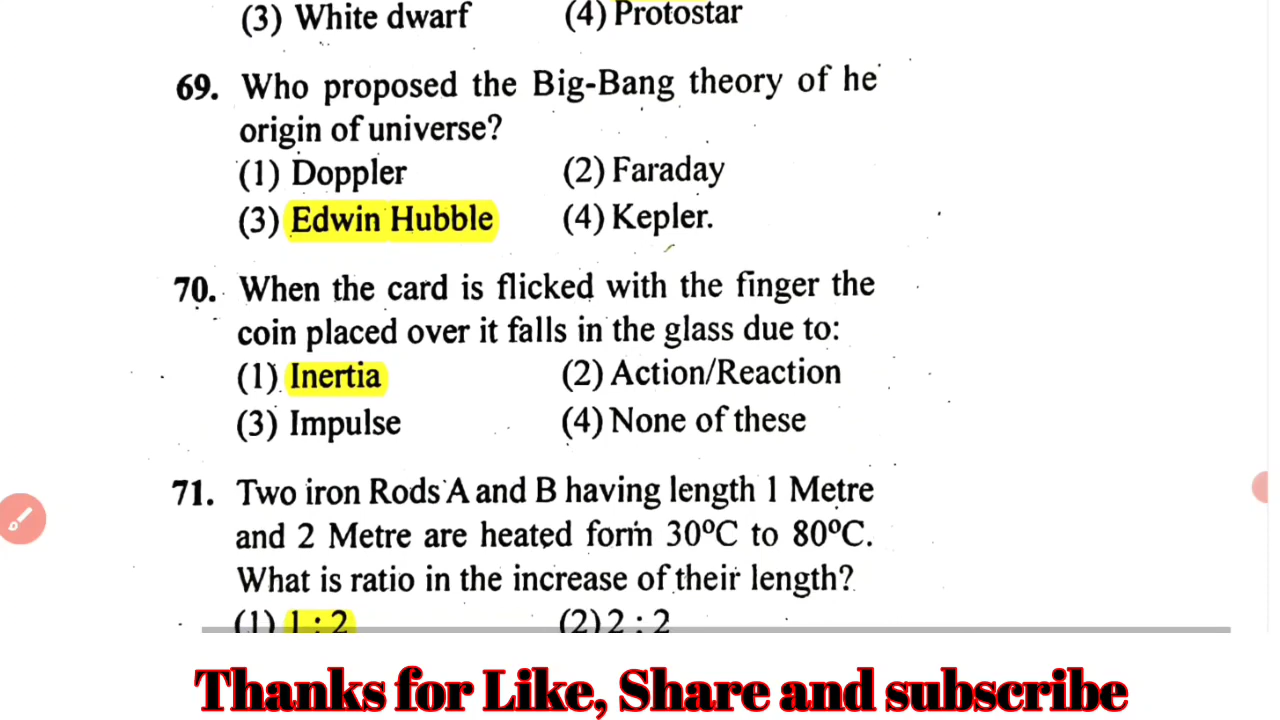 (3) White dwarf (4) Protostar
69. Who proposed the Big-Bang theory of he
origin of universe?
(1) Doppler (2) Faraday
(3) Edwin Hubble (4) Kepler.
70. When the card is flicked with the finger the
coin placed over it falls in the glass due to:
(1) Inertia (2) Action/Reaction
(3) Impulse (4) None of these
71. Two iron Rods A and B having length 1 Metre
and 2 Metre are heated form 30ºC to 80ºC.
What is ratio in the increase of their length?
(1) 1 : 2 (2) 2 : 2
Thanks for Like, Share and subscribe